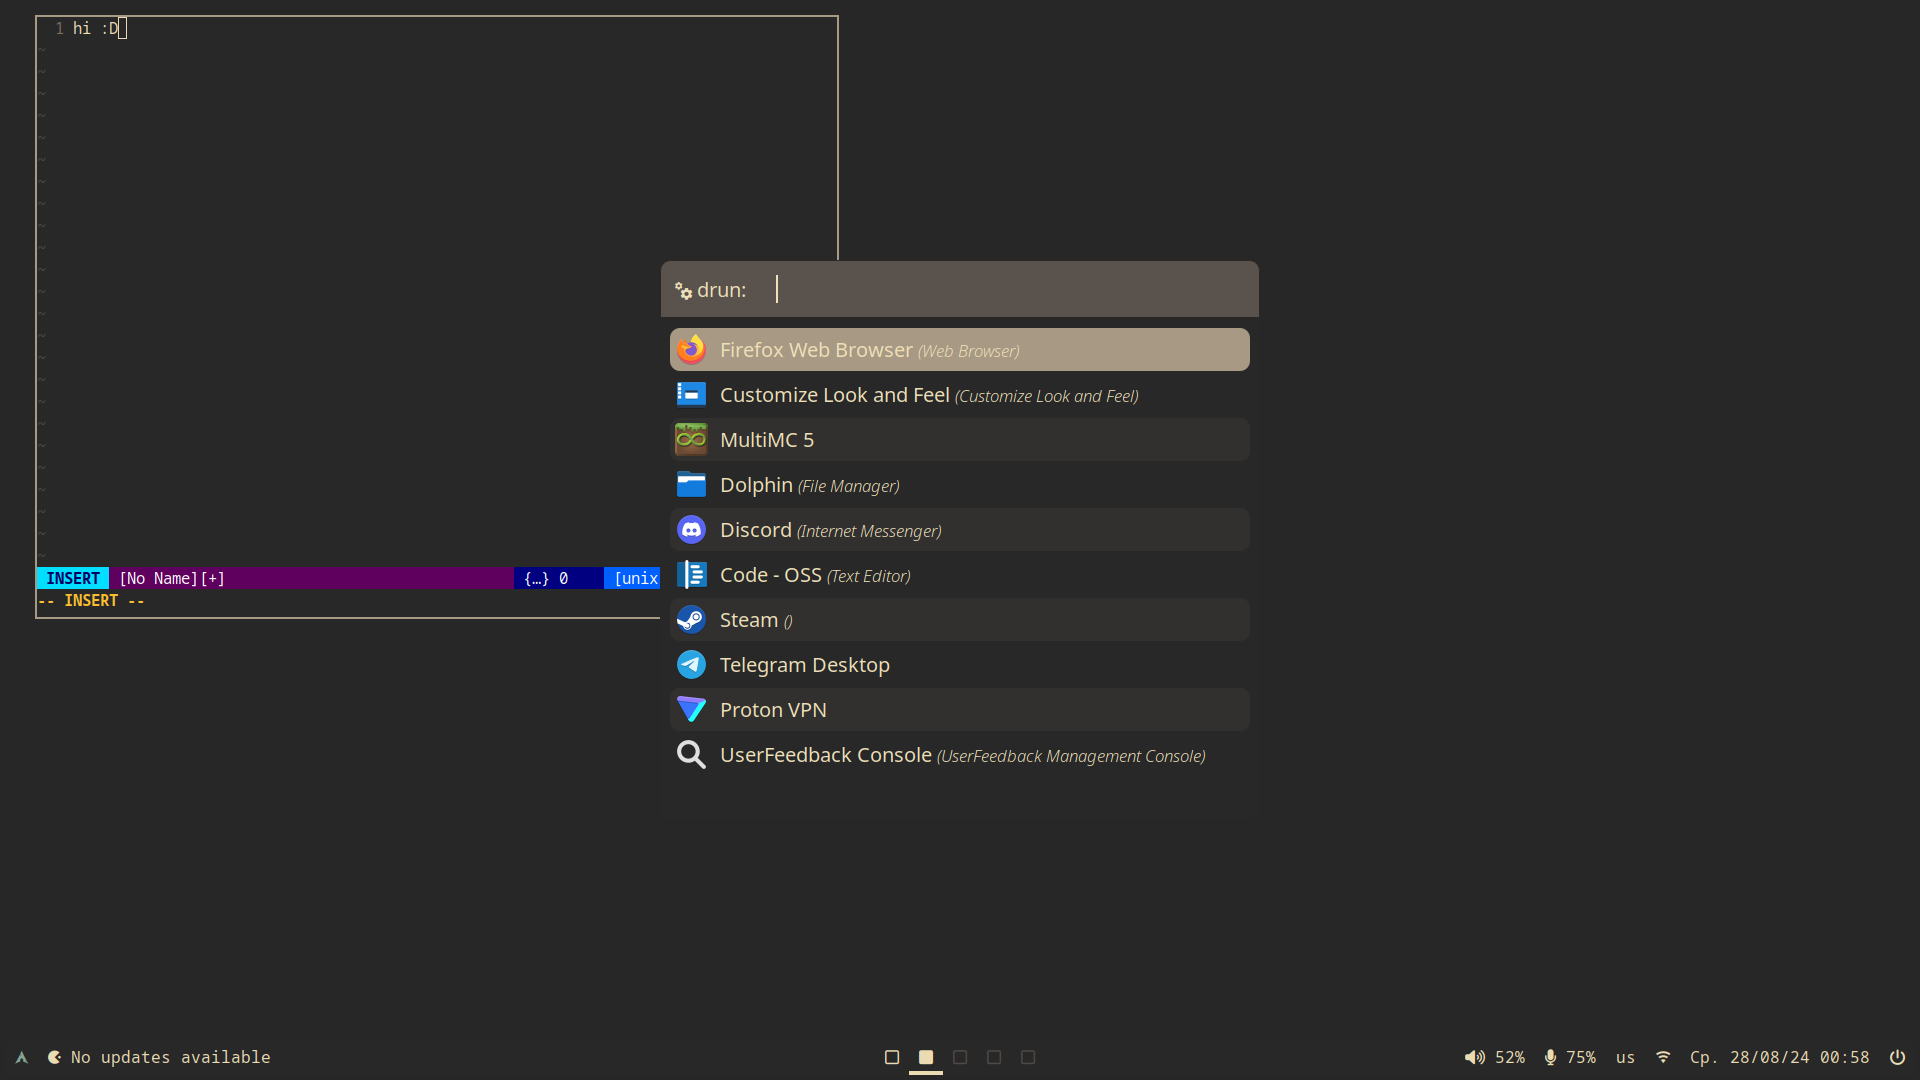 1 hi :D
INSERT [No Name][+] {…} 0 [unix
-- INSERT --
drun:
Firefox Web Browser (Web Browser)
Customize Look and Feel (Customize Look and Feel)
MultiMC 5
Dolphin (File Manager)
Discord (Internet Messenger)
Code - OSS (Text Editor)
Steam ()
Telegram Desktop
Proton VPN
UserFeedback Console (UserFeedback Management Console)
No updates available 52% 75% us Ср. 28/08/24 00:58